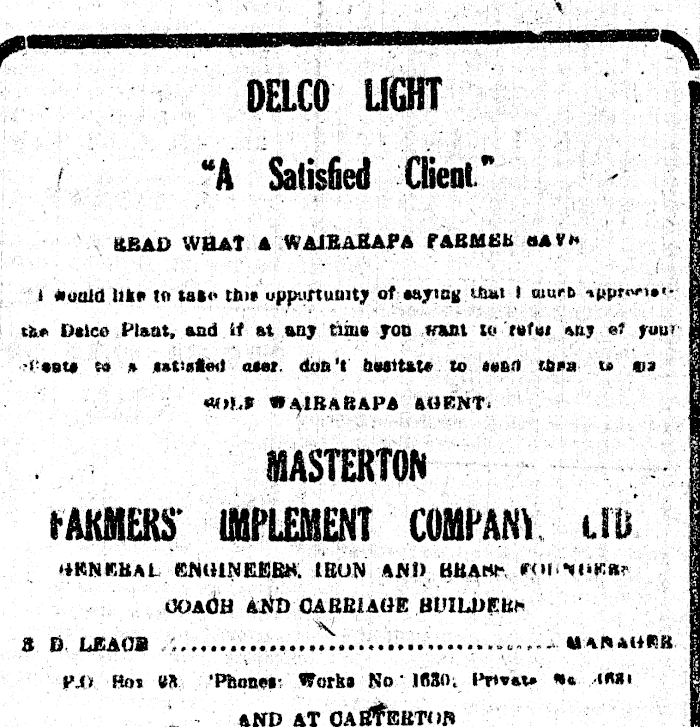 DELCO LIGHT
"A Satisfied Client."
READ WHAT A WAIRARAPA FARMER SAYS
I would like to take this opportunity of saying that I much appreciate
the Delco Plant, and if at any time you want to refer any of your
clients to a satisfied user, don't hesitate to send them to me
SOLE WAIRARAPA AGENT:
MASTERTON
FARMERS' IMPLEMENT COMPANY, LTD
GENERAL ENGINEERS, IRON AND BRASS FOUNDERS
COACH AND CARRIAGE BUILDERS
D. LEACH ........................................ MANAGER
P.O. Box 'Phones: Works No 1630; Private No
AND AT CARTERTON